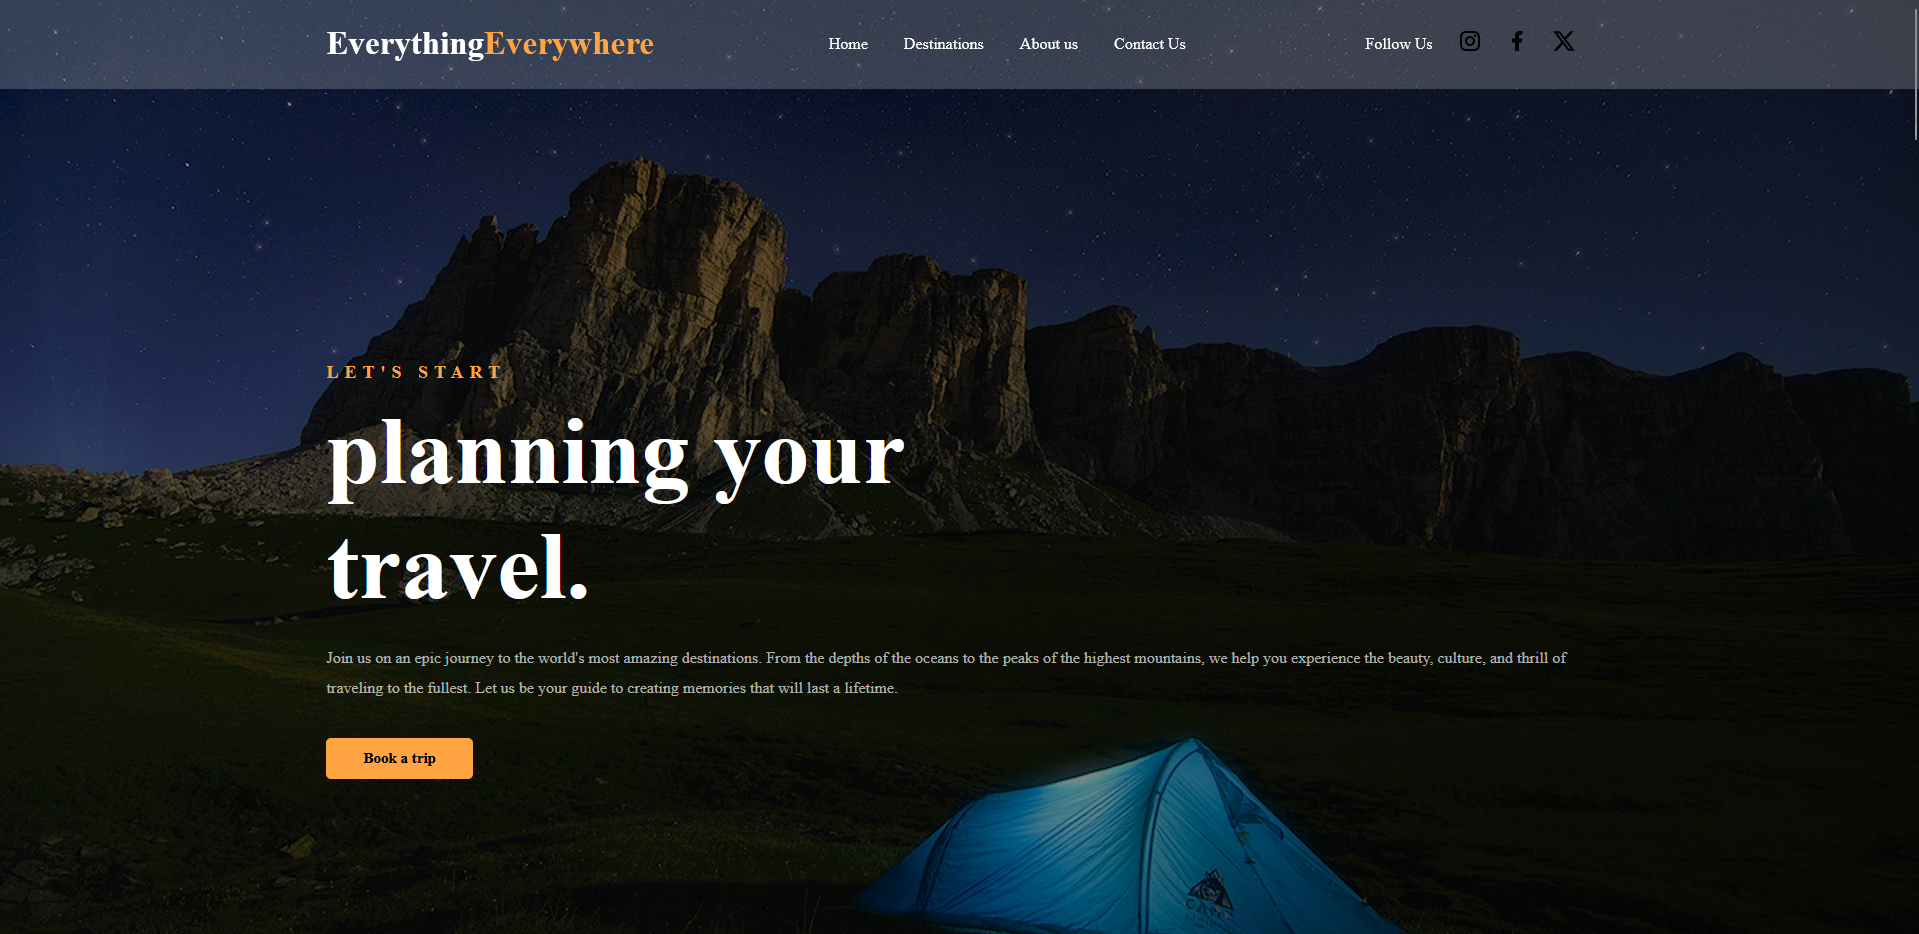 EverythingEverywhere
Home Destinations About us Contact Us Follow Us
LET'S START
planning your
travel.
Join us on an epic journey to the world's most amazing destinations. From the depths of the oceans to the peaks of the highest mountains, we help you experience the beauty, culture, and thrill of
traveling to the fullest. Let us be your guide to creating memories that will last a lifetime.
Book a trip
CAMP